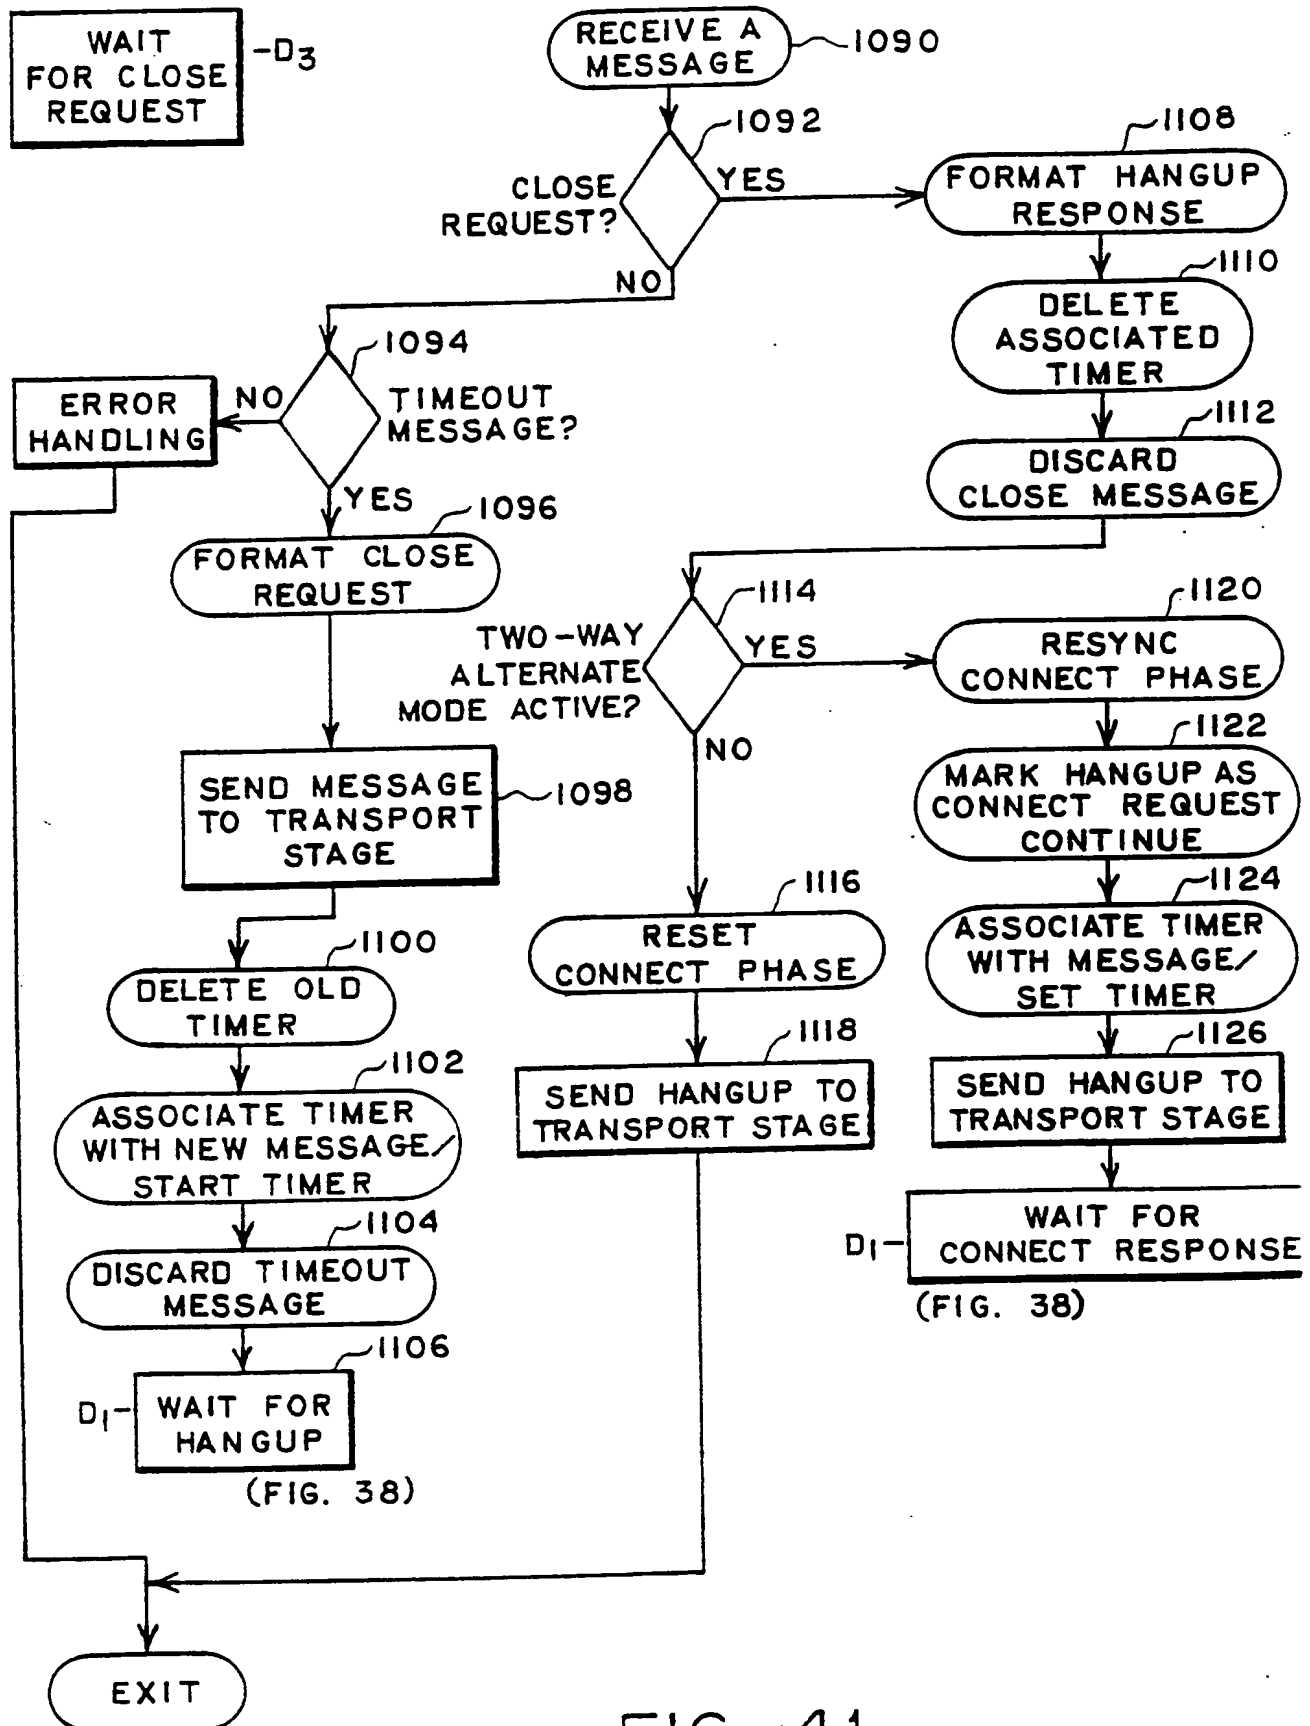 WAIT
FOR CLOSE
REQUEST
-D3
RECEIVE A
MESSAGE
1090
1092
CLOSE
REQUEST?
YES
NO
1108
FORMAT HANGUP
RESPONSE
1110
DELETE
ASSOCIATED
TIMER
1112
DISCARD
CLOSE MESSAGE
1094
TIMEOUT
MESSAGE?
NO
ERROR
HANDLING
YES
1096
FORMAT CLOSE
REQUEST
1098
SEND MESSAGE
TO TRANSPORT
STAGE
1100
DELETE OLD
TIMER
1102
ASSOCIATE TIMER
WITH NEW MESSAGE/
START TIMER
1104
DISCARD TIMEOUT
MESSAGE
1106
D1-
WAIT FOR
HANGUP
(FIG. 38)
1114
TWO-WAY
ALTERNATE
MODE ACTIVE?
YES
NO
1116
RESET
CONNECT PHASE
1118
SEND HANGUP TO
TRANSPORT STAGE
1120
RESYNC
CONNECT PHASE
1122
MARK HANGUP AS
CONNECT REQUEST
CONTINUE
1124
ASSOCIATE TIMER
WITH MESSAGE/
SET TIMER
1126
SEND HANGUP TO
TRANSPORT STAGE
D1-
WAIT FOR
CONNECT RESPONSE
(FIG. 38)
EXIT
FIG. 41